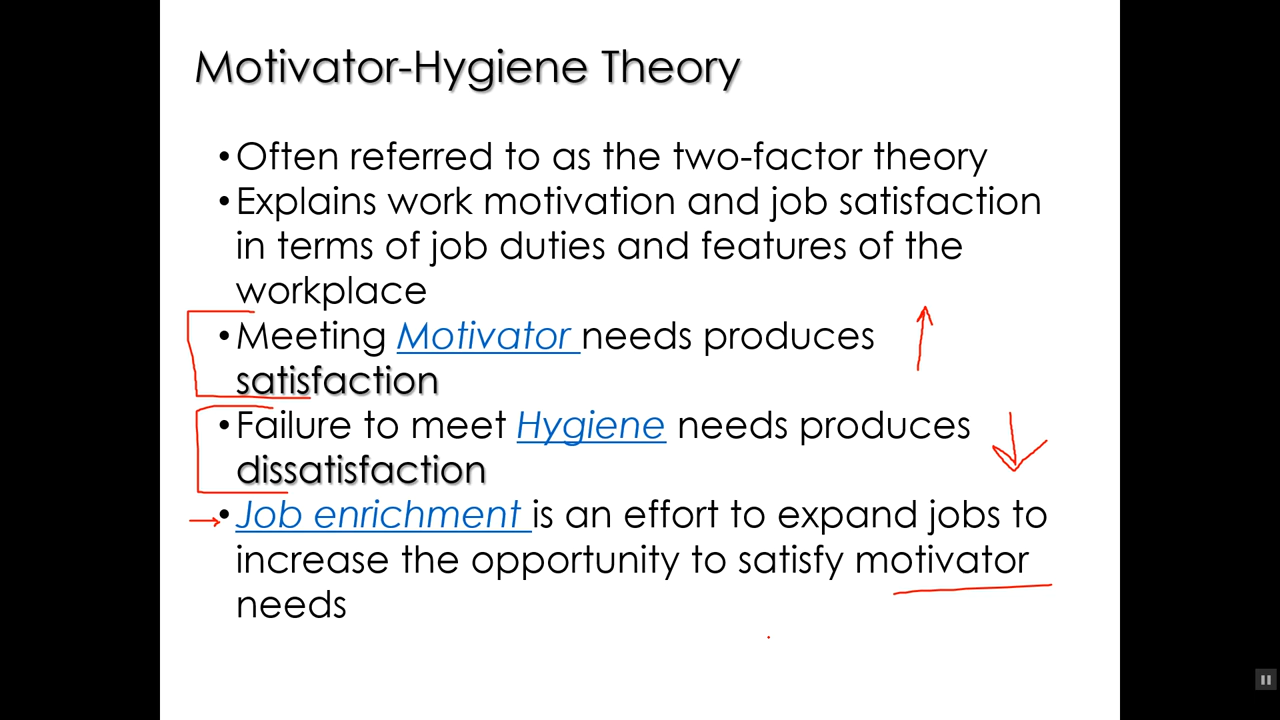 Motivator-Hygiene Theory
•Often referred to as the two-factor theory
•Explains work motivation and job satisfaction
in terms of job duties and features of the
workplace
•Meeting Motivator needs produces
satisfaction
•Failure to meet Hygiene needs produces
dissatisfaction
•Job enrichment is an effort to expand jobs to
increase the opportunity to satisfy motivator
needs